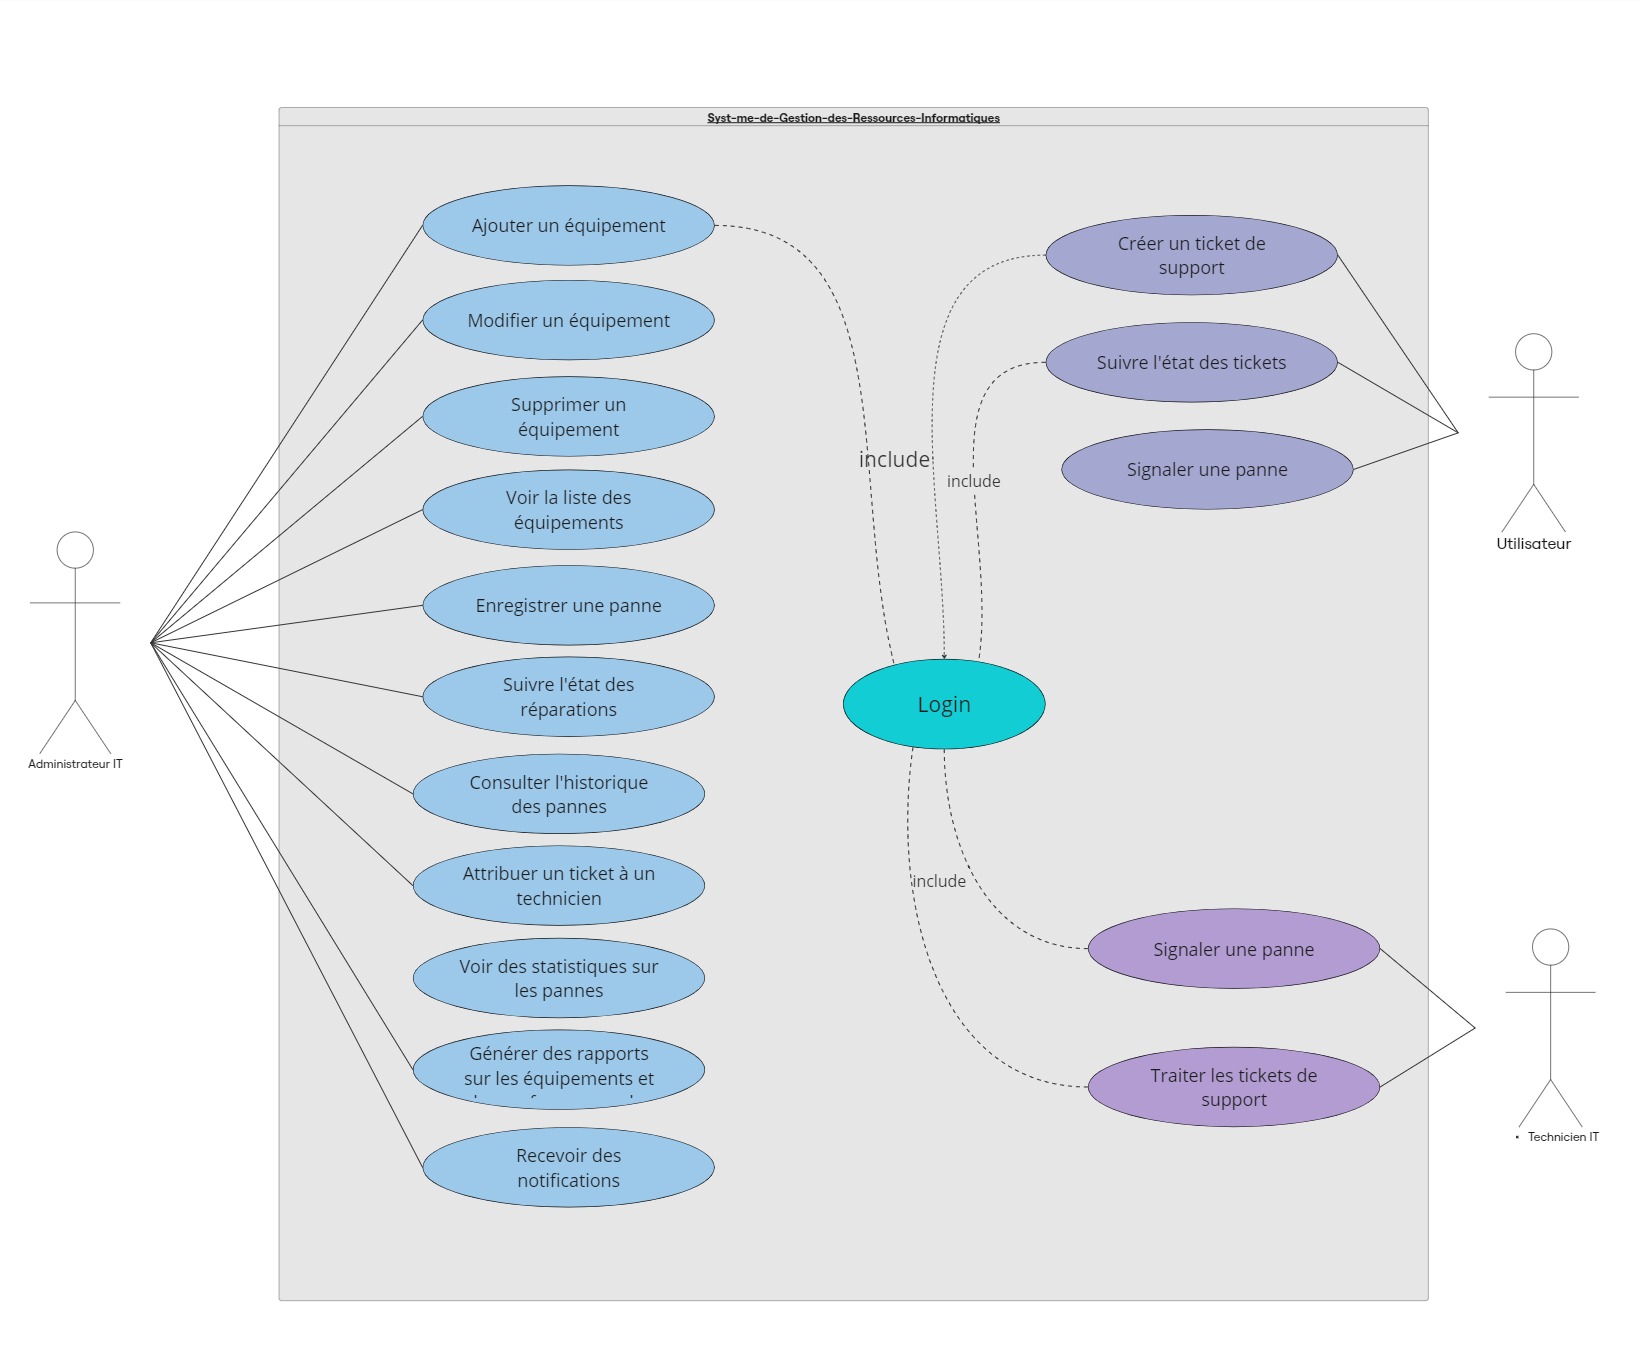 Syst-me-de-Gestion-des-Ressources-Informatiques
Ajouter un équipement
Modifier un équipement
Supprimer un
équipement
Voir la liste des
équipements
Enregistrer une panne
Suivre l'état des
réparations
Consulter l'historique
des pannes
Attribuer un ticket à un
technicien
Voir des statistiques sur
les pannes
Générer des rapports
sur les équipements et
Recevoir des
notifications
Administrateur IT
include
include
Login
include
Créer un ticket de
support
Suivre l'état des tickets
Signaler une panne
Utilisateur
Signaler une panne
Traiter les tickets de
support
• Technicien IT